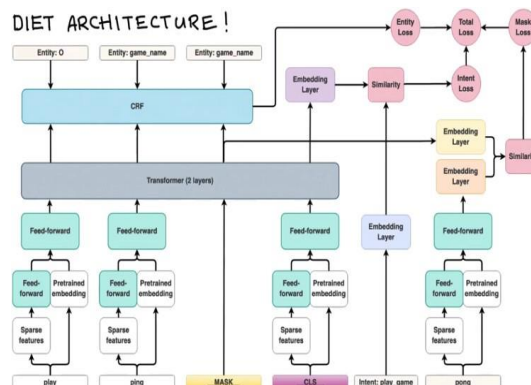 DIET ARCHITECTURE!
Entity: O
Entity: game_name
Entity: game_name
Entity
Loss
Total
Loss
Mask
Loss
CRF
Embedding
Layer
Similarity
Intent
Loss
Embedding
Layer
Embedding
Layer
Similari
Transformer (2 layers)
Feed-forward
Feed-forward
Feed-forward
Embedding
Layer
Feed-forward
Feed-
forward
Pretrained
embedding
Feed-
forward
Pretrained
embedding
Feed-
forward
Pretrained
embedding
Feed-
forward
Pretrained
embedding
Sparse
features
Sparse
features
Sparse
features
Sparse
features
play
ping
MASK
CLS
Intent: play_game
pong